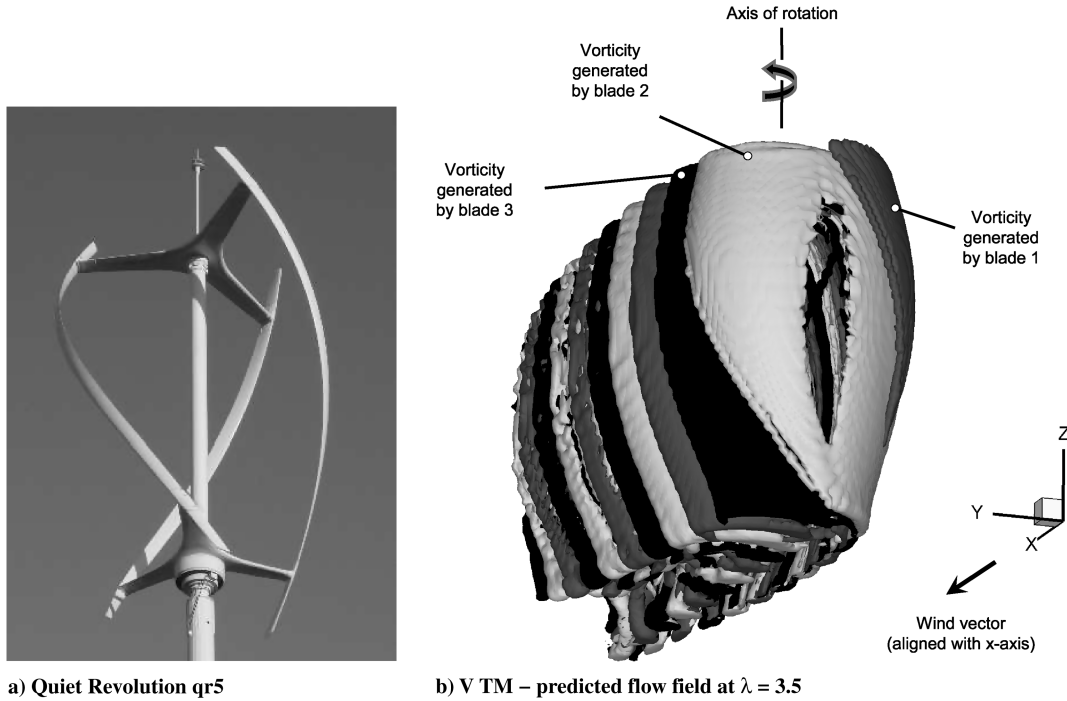 Axis of rotation
Vorticity
generated
by blade 2
Vorticity
generated
by blade 3
Vorticity
generated
by blade 1
Z
Y
X
Wind vector
(aligned with x-axis)
a) Quiet Revolution qr5
b) V TM – predicted flow field at λ = 3.5